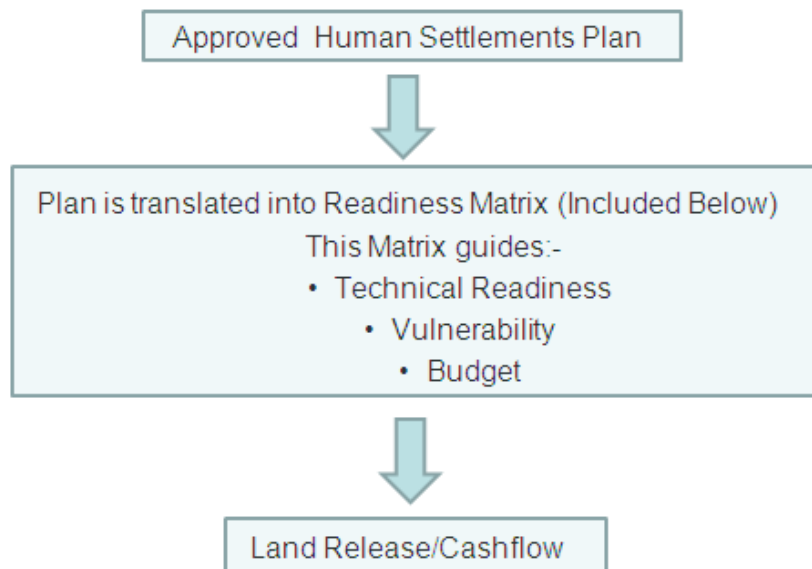 Approved Human Settlements Plan
Plan is translated into Readiness Matrix (Included Below)
This Matrix guides:-
• Technical Readiness
• Vulnerability
• Budget
Land Release/Cashflow